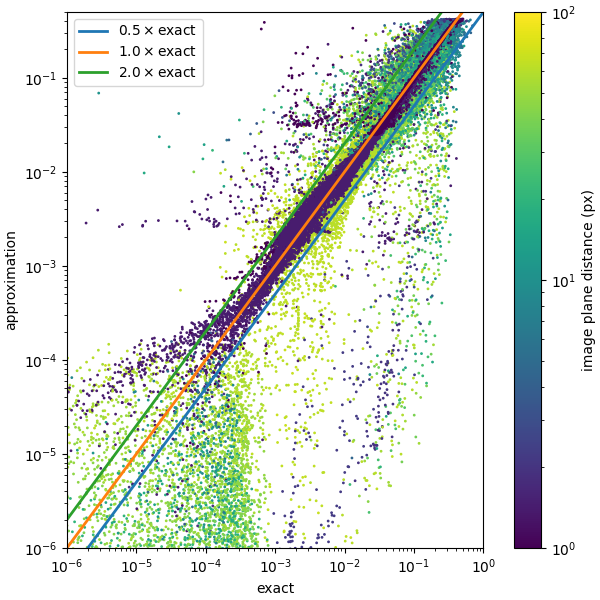 0.5 × exact
1.0 × exact
2.0 × exact
approximation
10⁻¹
10⁻²
10⁻³
10⁻⁴
10⁻⁵
10⁻⁶
10⁻⁶ 10⁻⁵ 10⁻⁴ 10⁻³ 10⁻² 10⁻¹ 10⁰
exact
10²
10¹
10⁰
image plane distance (px)